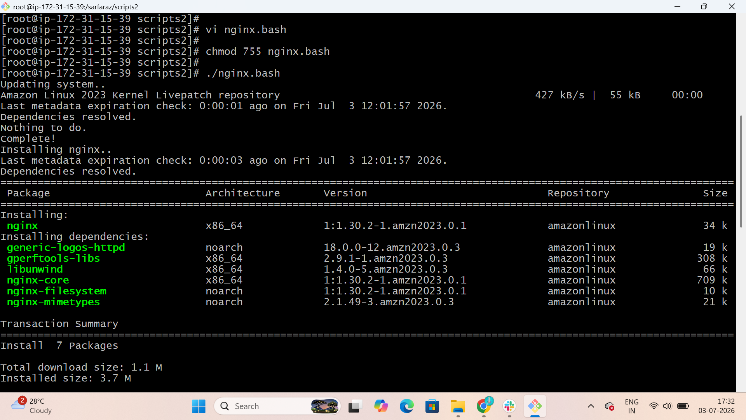 root@ip-172-31-15-39:/sarfaraz/scripts2
[root@ip-172-31-15-39 scripts2]#
[root@ip-172-31-15-39 scripts2]# vi nginx.bash
[root@ip-172-31-15-39 scripts2]#
[root@ip-172-31-15-39 scripts2]# chmod 755 nginx.bash
[root@ip-172-31-15-39 scripts2]#
[root@ip-172-31-15-39 scripts2]# ./nginx.bash
Updating system..
Amazon Linux 2023 Kernel Livepatch repository 427 kB/s | 55 kB 00:00
Last metadata expiration check: 0:00:01 ago on Fri Jul 3 12:01:57 2026.
Dependencies resolved.
Nothing to do.
Complete!
Installing nginx..
Last metadata expiration check: 0:00:03 ago on Fri Jul 3 12:01:57 2026.
Dependencies resolved.
Package Architecture Version Repository Size
Installing:
nginx x86_64 1:1.30.2-1.amzn2023.0.1 amazonlinux 34 k
Installing dependencies:
generic-logos-httpd noarch 18.0.0-12.amzn2023.0.3 amazonlinux 19 k
gperftools-libs x86_64 2.9.1-1.amzn2023.0.3 amazonlinux 308 k
libunwind x86_64 1.4.0-5.amzn2023.0.3 amazonlinux 66 k
nginx-core x86_64 1:1.30.2-1.amzn2023.0.1 amazonlinux 709 k
nginx-filesystem noarch 1:1.30.2-1.amzn2023.0.1 amazonlinux 10 k
nginx-mimetypes noarch 2.1.49-3.amzn2023.0.3 amazonlinux 21 k
Transaction Summary
Install 7 Packages
Total download size: 1.1 M
Installed size: 3.7 M
2
28°C
Cloudy
Search
ENG
IN
17:32
03-07-2026